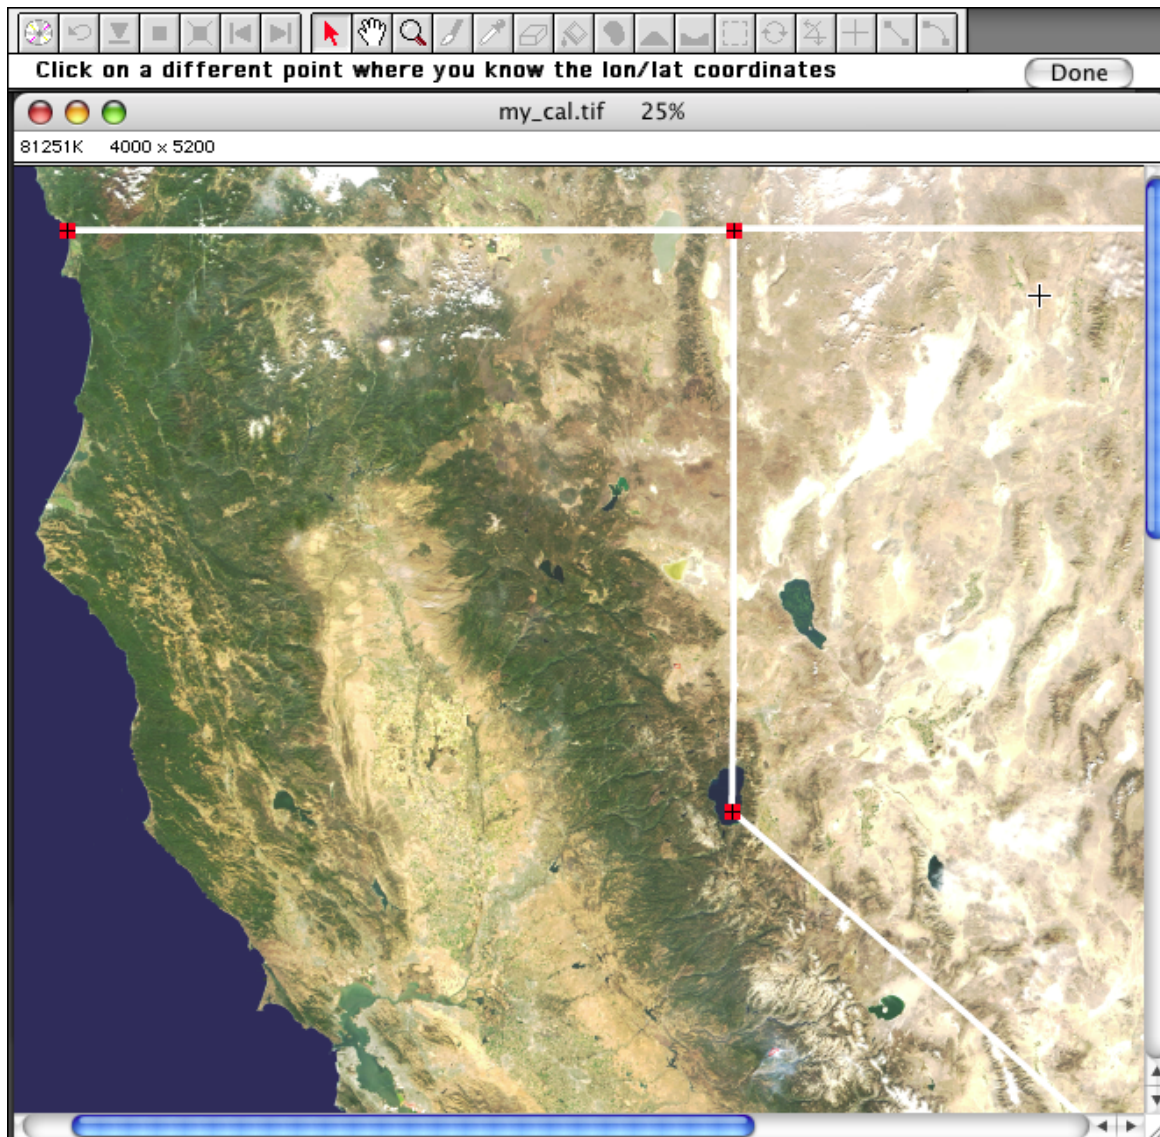 Click on a different point where you know the lon/lat coordinates
Done
my_cal.tif 25%
81251K 4000 x 5200